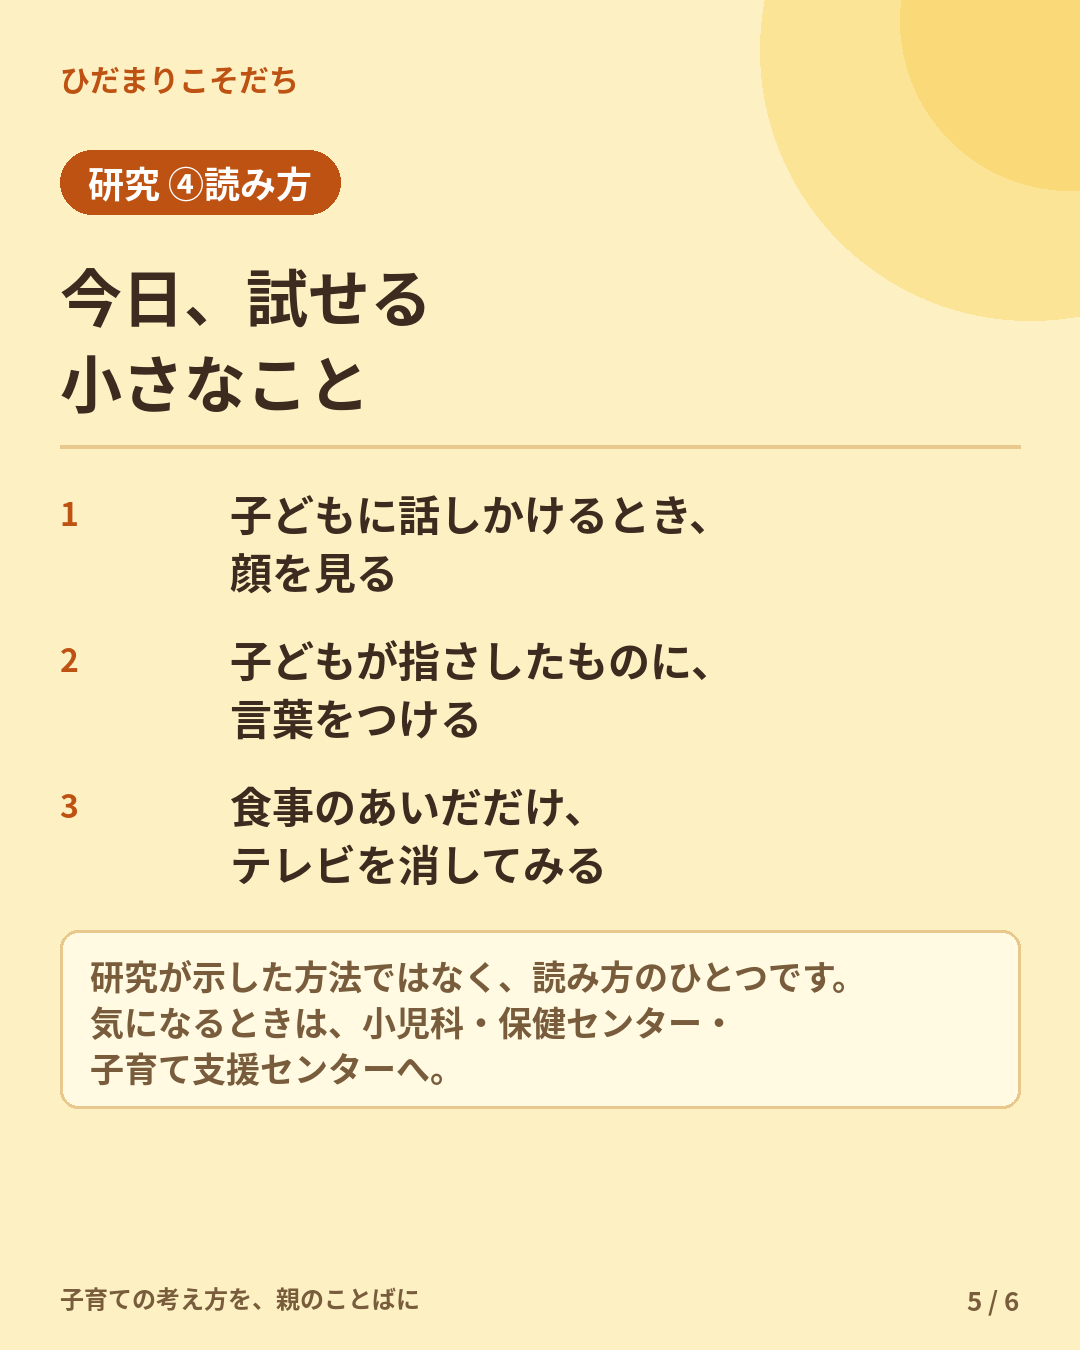 ひだまりこそだち
研究 ④読み方
今日、試せる
小さなこと
1
子どもに話しかけるとき、
顔を見る
2
子どもが指さしたものに、
言葉をつける
3
食事のあいだだけ、
テレビを消してみる
研究が示した方法ではなく、読み方のひとつです。
気になるときは、小児科・保健センター・
子育て支援センターへ。
子育ての考え方を、親のことばに
5 / 6